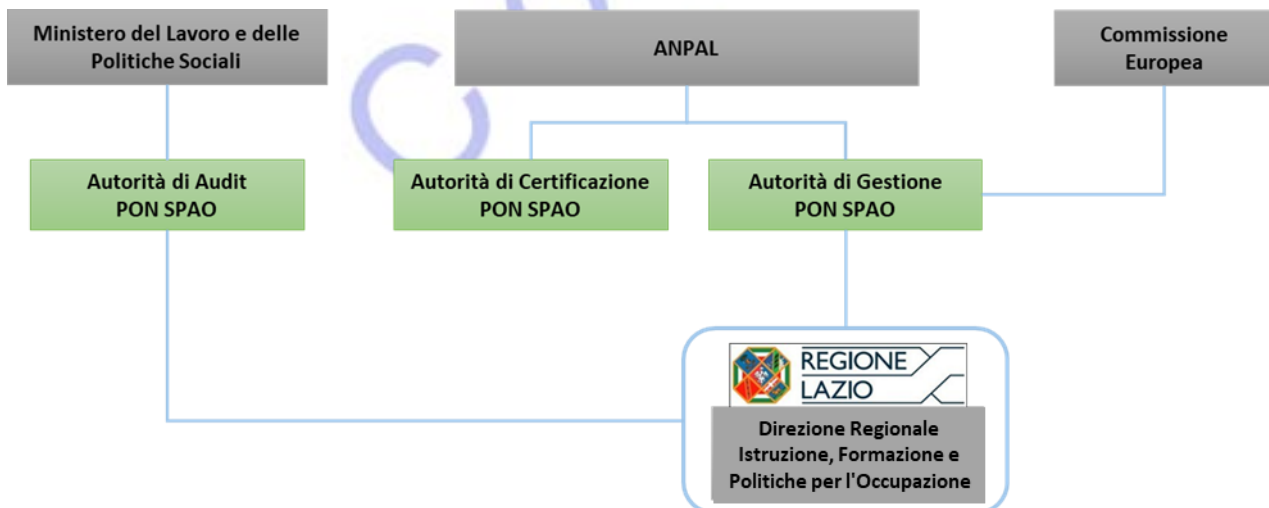 Ministero del Lavoro e delle
Politiche Sociali
ANPAL
Commissione
Europea
Autorità di Audit
PON SPAO
Autorità di Certificazione
PON SPAO
Autorità di Gestione
PON SPAO
REGIONE
LAZIO
Direzione Regionale
Istruzione, Formazione e
Politiche per l'Occupazione